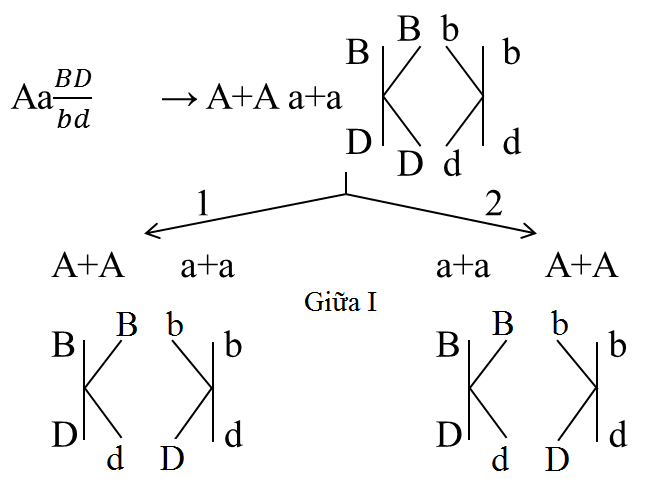 B b
B b
Aa BD/bd → A+A a+a
D D d d
1 2
A+A a+a a+a A+A
Giữa I
B B b b B B b b
D d D d D d D d